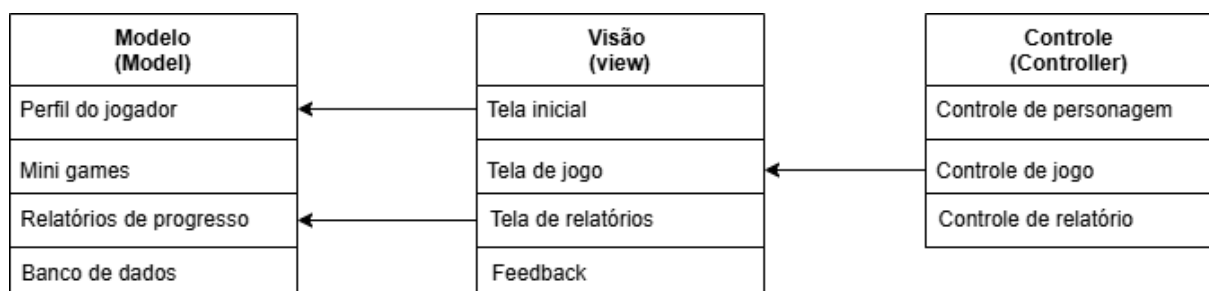 Modelo
(Model)
Perfil do jogador
Mini games
Relatórios de progresso
Banco de dados
Visão
(view)
Tela inicial
Tela de jogo
Tela de relatórios
Feedback
Controle
(Controller)
Controle de personagem
Controle de jogo
Controle de relatório